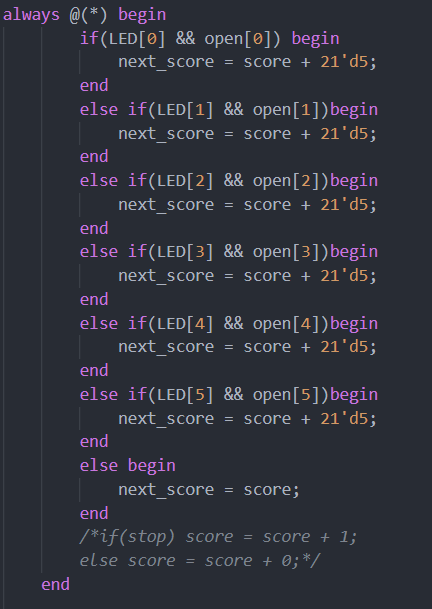 always @(*) begin
if(LED[0] && open[0]) begin
next_score = score + 21'd5;
end
else if(LED[1] && open[1])begin
next_score = score + 21'd5;
end
else if(LED[2] && open[2])begin
next_score = score + 21'd5;
end
else if(LED[3] && open[3])begin
next_score = score + 21'd5;
end
else if(LED[4] && open[4])begin
next_score = score + 21'd5;
end
else if(LED[5] && open[5])begin
next_score = score + 21'd5;
end
else begin
next_score = score;
end
/*if(stop) score = score + 1;
else score = score + 0;*/
end